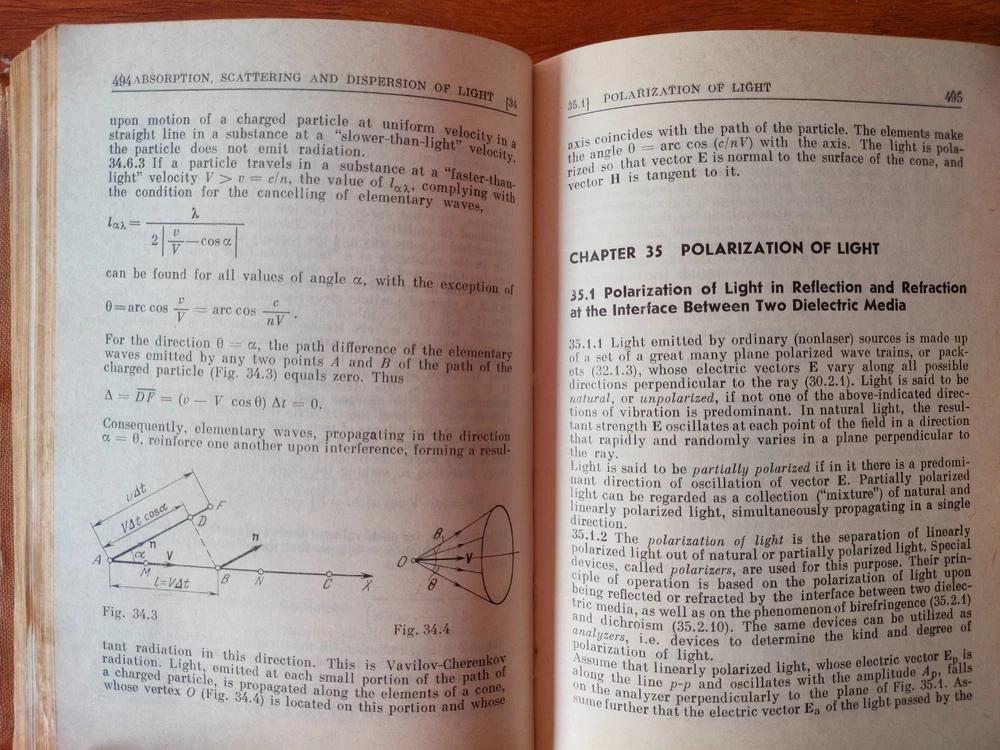 494 ABSORPTION, SCATTERING AND DISPERSION OF LIGHT [34
upon motion of a charged particle at uniform velocity in a
straight line in a substance at a “slower-than-light” velocity,
the particle does not emit radiation.
34.6.3 If a particle travels in a substance at a “faster-than-
light” velocity V > v = c/n, the value of l_{αλ}, complying with
the condition for the cancelling of elementary waves,
l_{αλ} = λ / (2 | v/V — cos α |)
can be found for all values of angle α, with the exception of
θ = arc cos v/V = arc cos c/nV .
For the direction θ = α, the path difference of the elementary
waves emitted by any two points A and B of the path of the
charged particle (Fig. 34.3) equals zero. Thus
Δ = D̅F̅ = (v — V cos θ) Δt = 0.
Consequently, elementary waves, propagating in the direction
α = θ, reinforce one another upon interference, forming a resul-
vΔt
VΔt cosα
F
D
n
α
V
A
M
B
n
N
C
X
l=VΔt
Fig. 34.3
O
θ
θ
V
Fig. 34.4
tant radiation in this direction. This is Vavilov-Cherenkov
radiation. Light, emitted at each small portion of the path of
a charged particle, is propagated along the elements of a cone,
whose vertex O (Fig. 34.4) is located on this portion and whose
35.1] POLARIZATION OF LIGHT 495
axis coincides with the path of the particle. The elements make
the angle θ = arc cos (c/nV) with the axis. The light is pola-
rized so that vector E is normal to the surface of the cone, and
vector H is tangent to it.
CHAPTER 35 POLARIZATION OF LIGHT
35.1 Polarization of Light in Reflection and Refraction
at the Interface Between Two Dielectric Media
35.1.1 Light emitted by ordinary (nonlaser) sources is made up
of a set of a great many plane polarized wave trains, or pack-
ets (32.1.3), whose electric vectors E vary along all possible
directions perpendicular to the ray (30.2.1). Light is said to be
natural, or unpolarized, if not one of the above-indicated direc-
tions of vibration is predominant. In natural light, the resul-
tant strength E oscillates at each point of the field in a direction
that rapidly and randomly varies in a plane perpendicular to
the ray.
Light is said to be partially polarized if in it there is a predomi-
nant direction of oscillation of vector E. Partially polarized
light can be regarded as a collection (“mixture”) of natural and
linearly polarized light, simultaneously propagating in a single
direction.
35.1.2 The polarization of light is the separation of linearly
polarized light out of natural or partially polarized light. Special
devices, called polarizers, are used for this purpose. Their prin-
ciple of operation is based on the polarization of light upon
being reflected or refracted by the interface between two dielec-
tric media, as well as on the phenomenon of birefringence (35.2.1)
and dichroism (35.2.10). The same devices can be utilized as
analyzers, i.e. devices to determine the kind and degree of
polarization of light.
Assume that linearly polarized light, whose electric vector E_p is
along the line p-p and oscillates with the amplitude A_p, falls
on the analyzer perpendicularly to the plane of Fig. 35.1. As-
sume further that the electric vector E_a of the light passed by the